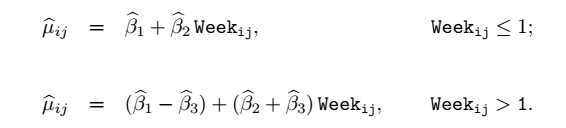 μ̂ij = β̂1 + β̂2 Weekij, Weekij ≤ 1;
μ̂ij = (β̂1 − β̂3) + (β̂2 + β̂3) Weekij, Weekij > 1.